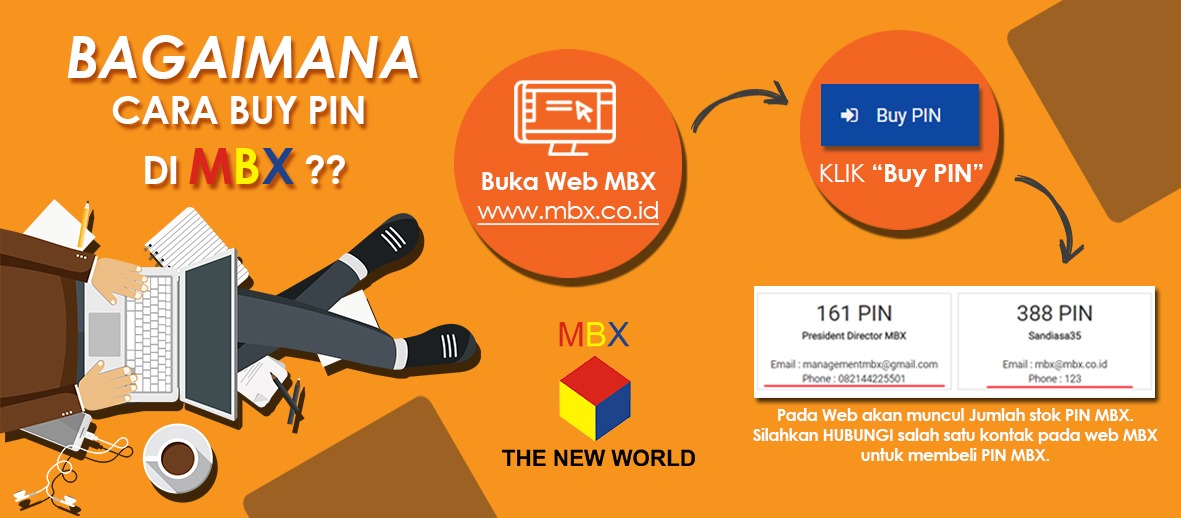 BAGAIMANA
CARA BUY PIN
DI MBX ??
Buka Web MBX
www.mbx.co.id
Buy PIN
KLIK “Buy PIN”
161 PIN
President Director MBX
Email : managementmbx@gmail.com
Phone : 082144225501
388 PIN
Sandiasa35
Email : mbx@mbx.co.id
Phone : 123
Pada Web akan muncul Jumlah stok PIN MBX.
Silahkan HUBUNGI salah satu kontak pada web MBX
untuk membeli PIN MBX.
MBX
THE NEW WORLD